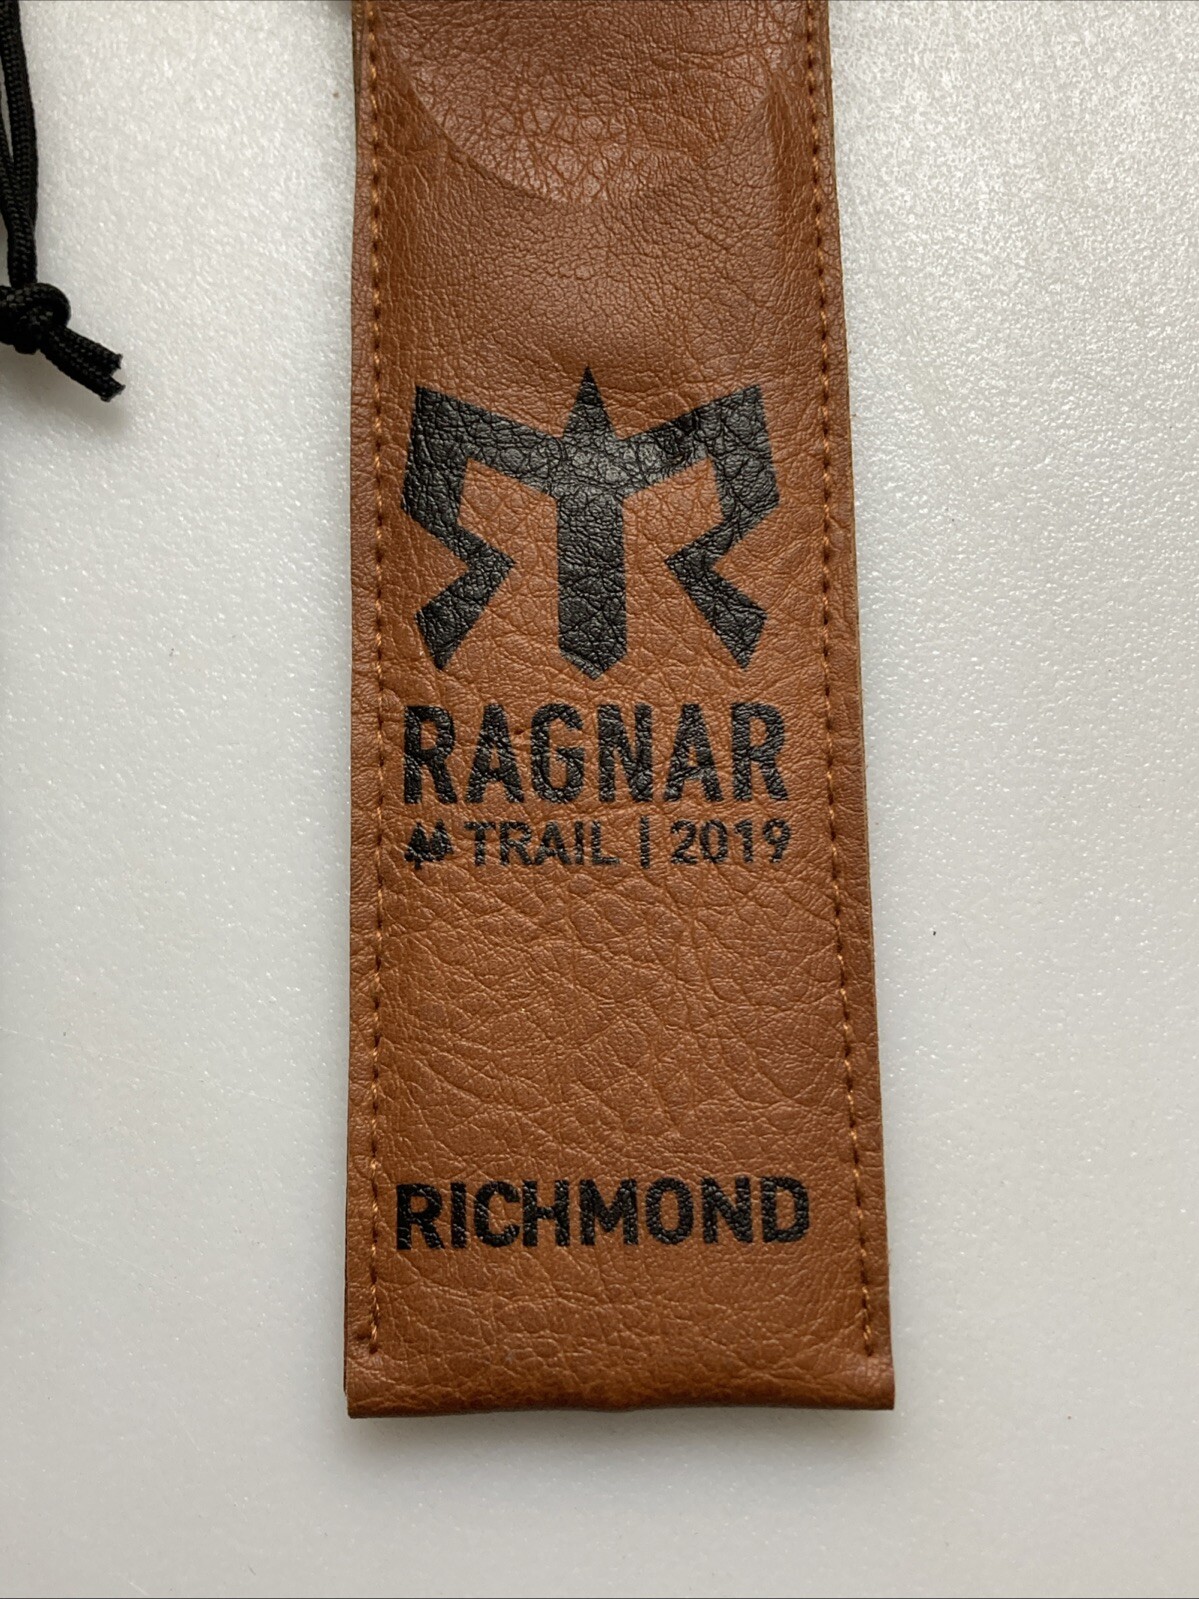 RAGNAR
TRAIL | 2019
RICHMOND